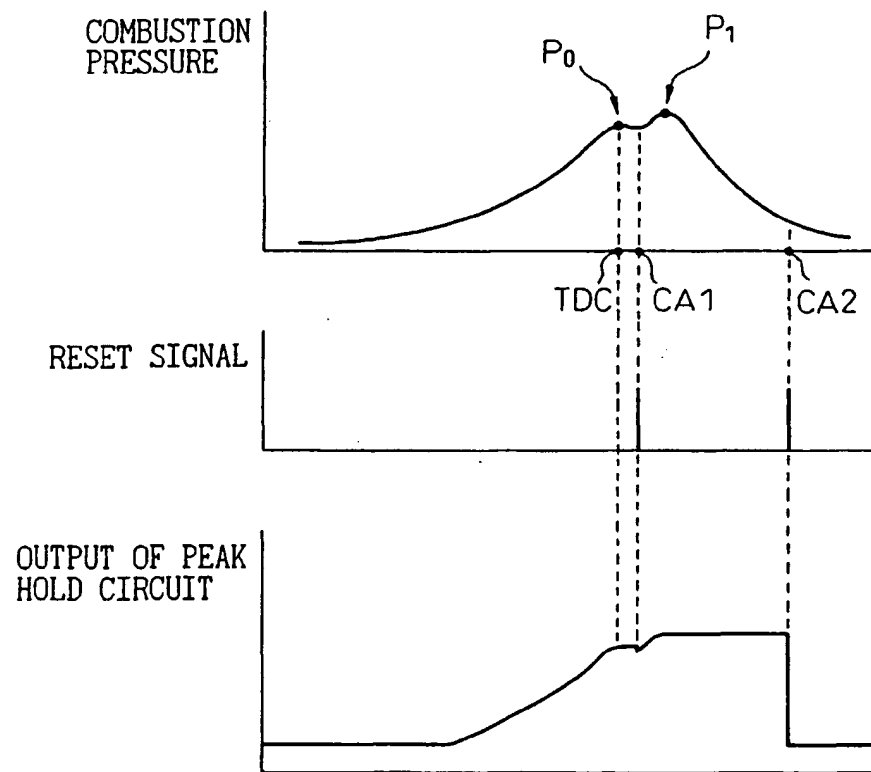 COMBUSTION
PRESSURE
P0
P1
TDC
CA1
CA2
RESET SIGNAL
OUTPUT OF PEAK
HOLD CIRCUIT